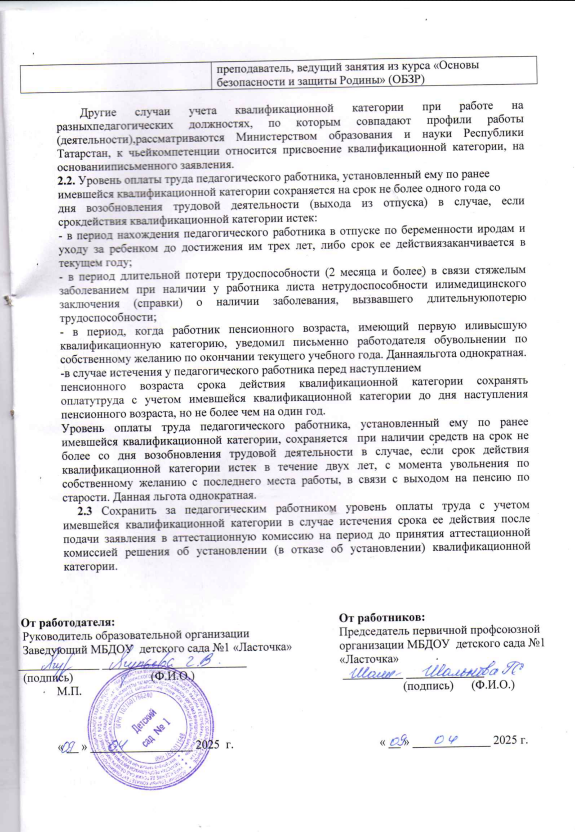 преподаватель, ведущий занятия из курса «Основы
безопасности и защиты Родины» (ОБЗР)
Другие случаи учета квалификационной категории при работе на
разныхпедагогических должностях, по которым совпадают профили работы
(деятельности),рассматриваются Министерством образования и науки Республики
Татарстан, к чьейкомпетенции относится присвоение квалификационной категории, на
основанииписьменного заявления.
2.2. Уровень оплаты труда педагогического работника, установленный ему по ранее
имевшейся квалификационной категории сохраняется на срок не более одного года со
дня возобновления трудовой деятельности (выхода из отпуска) в случае, если
срокдействия квалификационной категории истек:
- в период нахождения педагогического работника в отпуске по беременности иродам и
уходу за ребенком до достижения им трех лет, либо срок ее действиязаканчивается в
текущем году;
- в период длительной потери трудоспособности (2 месяца и более) в связи стяжелым
заболеванием при наличии у работника листа нетрудоспособности илимедицинского
заключения (справки) о наличии заболевания, вызвавшего длительнуюпотерю
трудоспособности;
- в период, когда работник пенсионного возраста, имеющий первую иливысшую
квалификационную категорию, уведомил письменно работодателя обувольнении по
собственному желанию по окончании текущего учебного года. Даннаяльгота однократная.
-в случае истечения у педагогического работника перед наступлением
пенсионного возраста срока действия квалификационной категории сохранять
оплатутруда с учетом имевшейся квалификационной категории до дня наступления
пенсионного возраста, но не более чем на один год.
Уровень оплаты труда педагогического работника, установленный ему по ранее
имевшейся квалификационной категории, сохраняется при наличии средств на срок не
более со дня возобновления трудовой деятельности в случае, если срок действия
квалификационной категории истек в течение двух лет, с момента увольнения по
собственному желанию с последнего места работы, в связи с выходом на пенсию по
старости. Данная льгота однократная.
2.3 Сохранить за педагогическим работником уровень оплаты труда с учетом
имевшейся квалификационной категории в случае истечения срока ее действия после
подачи заявления в аттестационную комиссию на период до принятия аттестационной
комиссией решения об установлении (в отказе об установлении) квалификационной
категории.
От работодателя:
Руководитель образовательной организации
Заведующий МБДОУ детского сада №1 «Ласточка»
(подпись) (Ф.И.О.)
М.П.
Детский
сад № 1
«09» 04 2025 г.
От работников:
Председатель первичной профсоюзной
организации МБДОУ детского сада №1
«Ласточка»
(подпись) (Ф.И.О.)
«09» 04 2025 г.